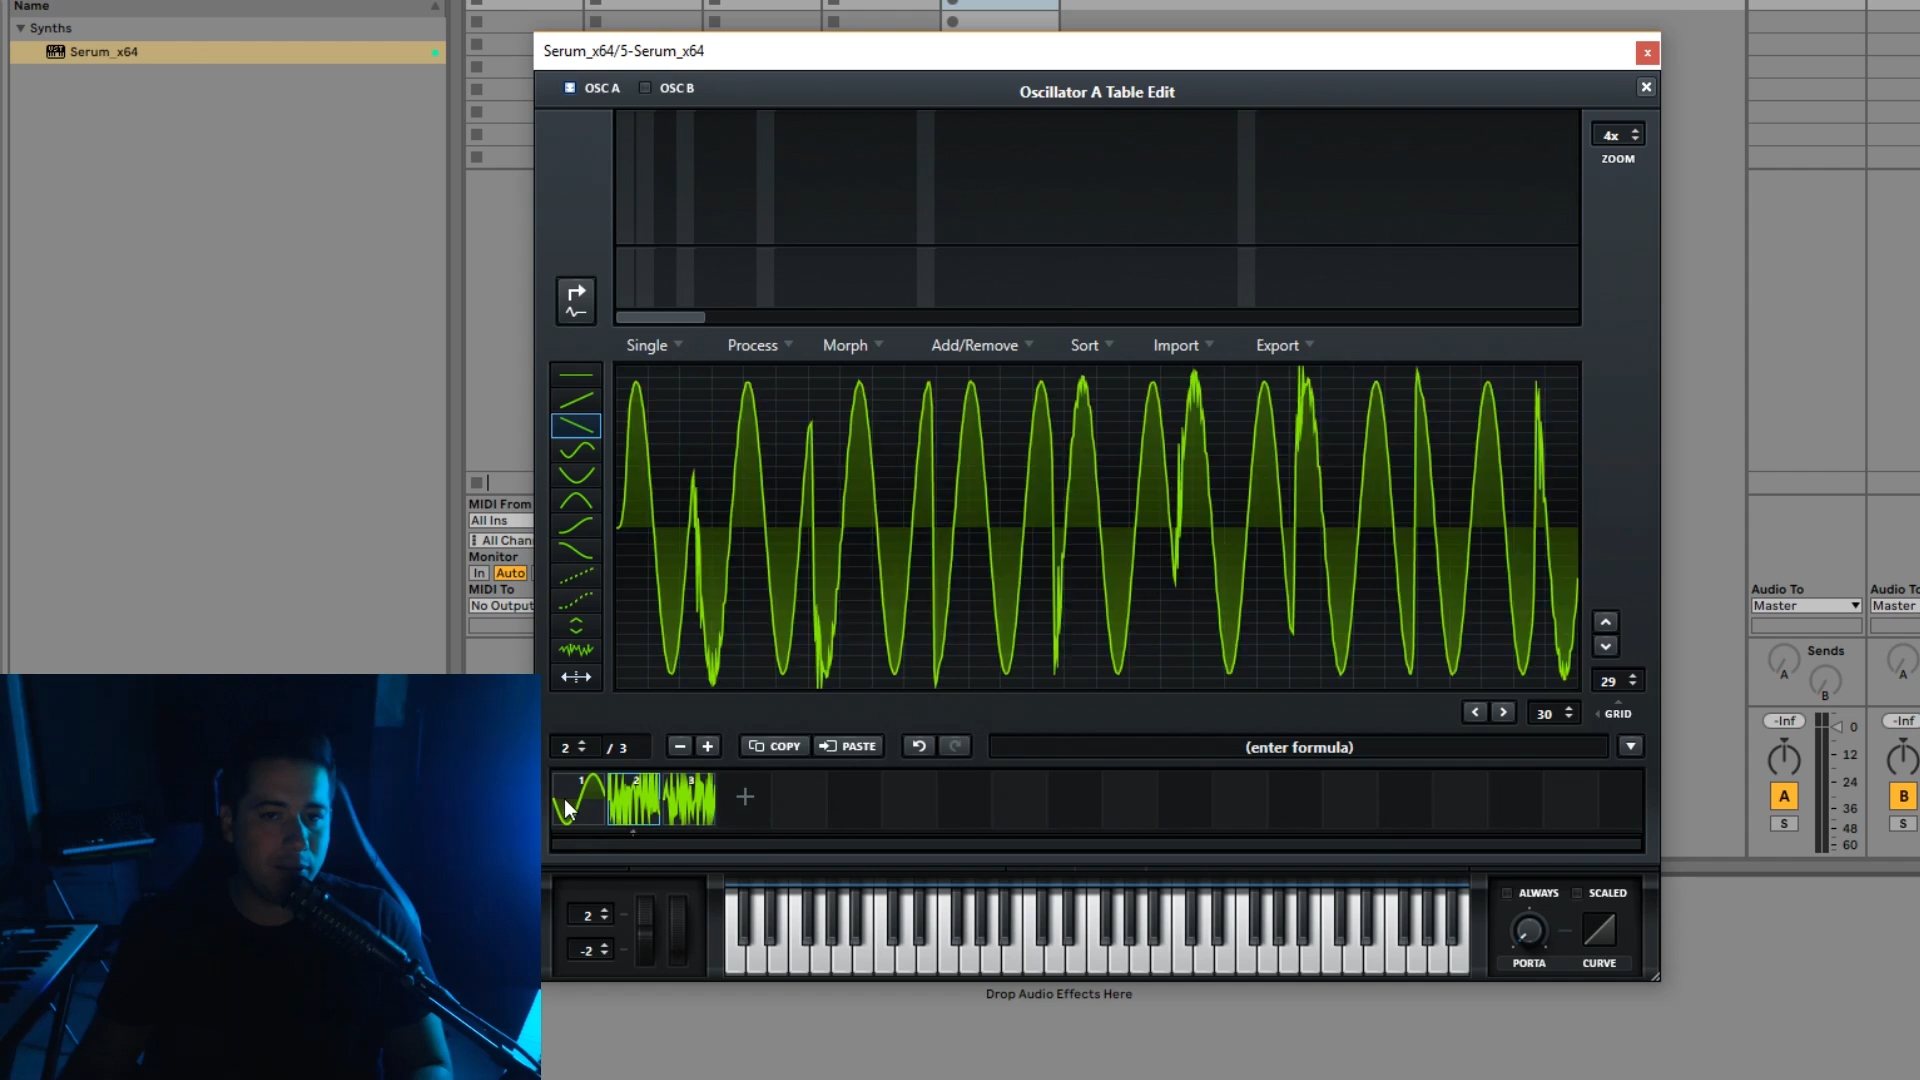 Name
Synths
Serum_x64
Serum_x64/5-Serum_x64
x
OSC A
OSC B
Oscillator A Table Edit
4x
ZOOM
Single
Process
Morph
Add/Remove
Sort
Import
Export
MIDI From
All Ins
All Chan
Monitor
In
Auto
MIDI To
No Output
29
30
GRID
2 / 3
COPY
PASTE
(enter formula)
1
2
3
2
-2
ALWAYS
SCALED
PORTA
CURVE
Drop Audio Effects Here
Audio To
Master
Sends
A
B
-Inf
0
12
24
36
48
60
A
S
Audio To
Master
A
-Inf
B
S